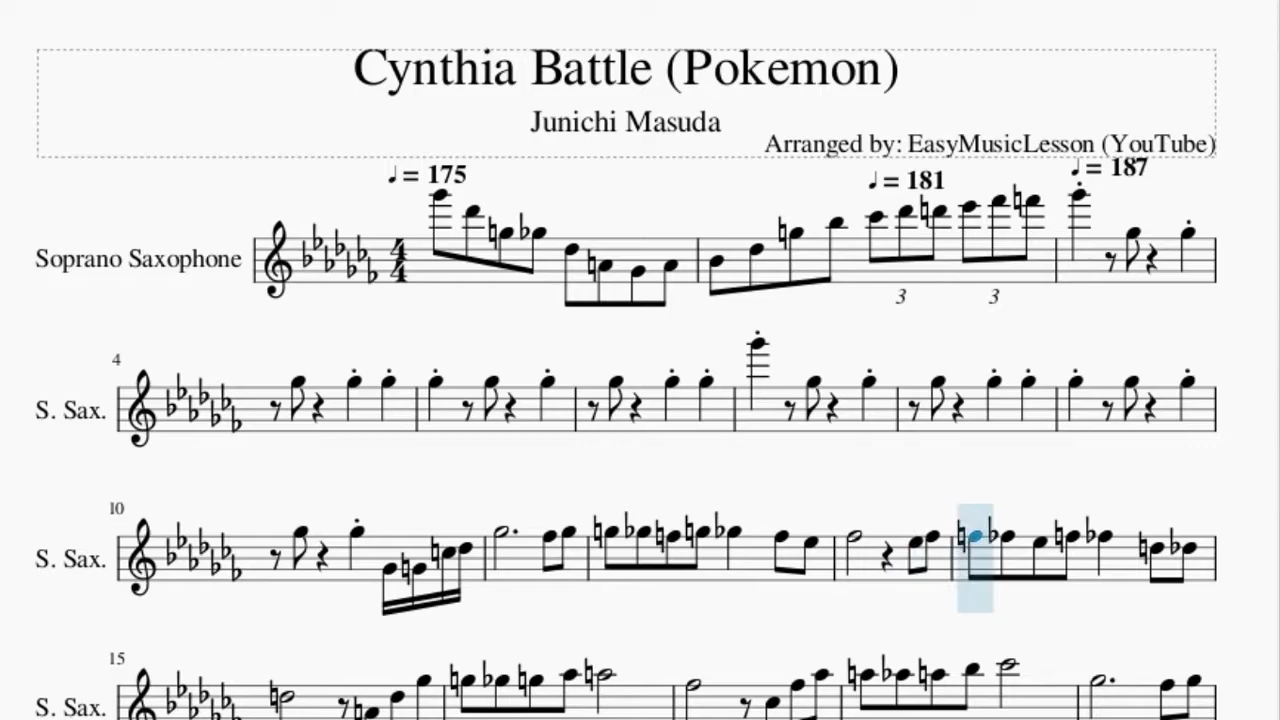 Cynthia Battle (Pokemon)
Junichi Masuda
Arranged by: EasyMusicLesson (YouTube)
♩= 175
♩= 181
♩= 187
Soprano Saxophone
4
4
3
3
4
S. Sax.
10
S. Sax.
15
S. Sax.